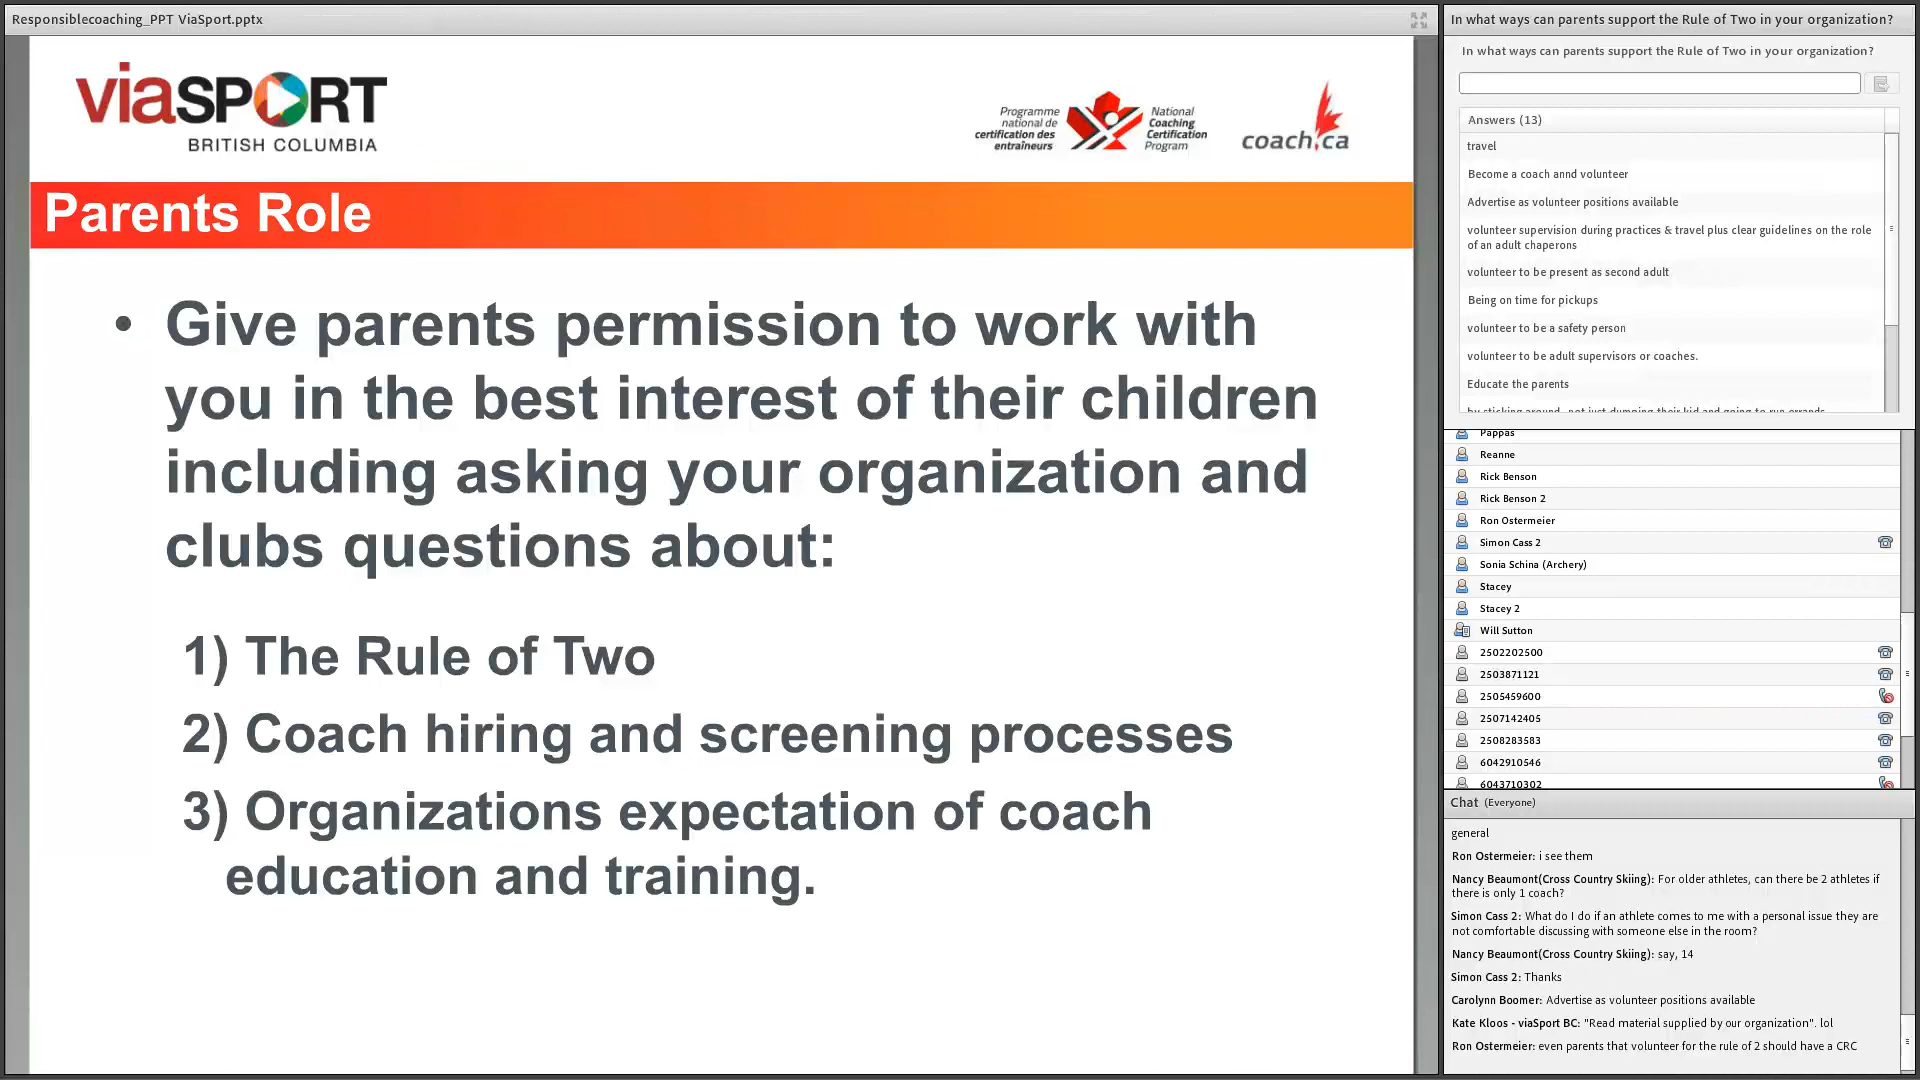 Responsiblecoaching_PPT ViaSport.pptx
viaSPORT
BRITISH COLUMBIA
Programme
national de
certification des
entraîneurs
National
Coaching
Certification
Program
coach.ca
Parents Role
• Give parents permission to work with
you in the best interest of their children
including asking your organization and
clubs questions about:
1) The Rule of Two
2) Coach hiring and screening processes
3) Organizations expectation of coach
education and training.
In what ways can parents support the Rule of Two in your organization?
In what ways can parents support the Rule of Two in your organization?
Answers (13)
travel
Become a coach annd volunteer
Advertise as volunteer positions available
volunteer supervision during practices & travel plus clear guidelines on the role
of an adult chaperons
volunteer to be present as second adult
Being on time for pickups
volunteer to be a safety person
volunteer to be adult supervisors or coaches.
Educate the parents
by sticking around, not just dumping their kid and going to run errands
Pappas
Reanne
Rick Benson
Rick Benson 2
Ron Ostermeier
Simon Cass 2
Sonia Schina (Archery)
Stacey
Stacey 2
Will Sutton
2502202500
2503871121
2505459600
2507142405
2508283583
6042910546
6043710302
Chat (Everyone)
general
Ron Ostermeier: i see them
Nancy Beaumont(Cross Country Skiing): For older athletes, can there be 2 athletes if
there is only 1 coach?
Simon Cass 2: What do I do if an athlete comes to me with a personal issue they are
not comfortable discussing with someone else in the room?
Nancy Beaumont(Cross Country Skiing): say, 14
Simon Cass 2: Thanks
Carolynn Boomer: Advertise as volunteer positions available
Kate Kloos - viaSport BC: "Read material supplied by our organization". lol
Ron Ostermeier: even parents that volunteer for the rule of 2 should have a CRC